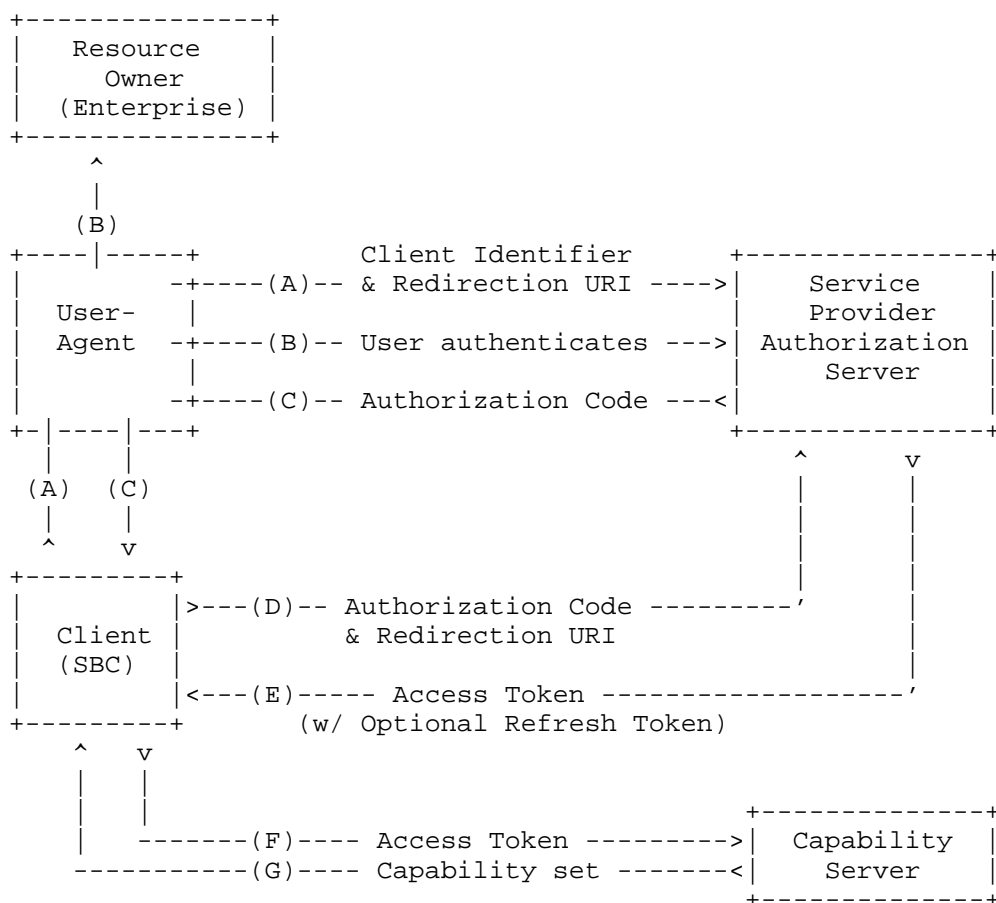 +---------------+
|   Resource    |
|     Owner     |
|  (Enterprise) |
+---------------+
     ^
     |
    (B)
+----|-----+          Client Identifier      +---------------+
|         -+----(A)-- & Redirection URI ---->|    Service    |
|  User-   |                                 |    Provider   |
|  Agent  -+----(B)-- User authenticates --->| Authorization |
|          |                                 |     Server    |
|         -+----(C)-- Authorization Code ---<|               |
+-|----|---+                                 +---------------+
  |    |                                         ^      v
 (A)  (C)                                        |      |
  |    |                                         |      |
  ^    v                                         |      |
+---------+                                      |      |
|         |>---(D)-- Authorization Code ---------'      |
|  Client |          & Redirection URI                  |
|  (SBC)  |                                             |
|         |<---(E)----- Access Token -------------------'
+---------+       (w/ Optional Refresh Token)
    ^   v
    |   |
    |   |                                     +---------------+
    |   -------(F)---- Access Token --------->|  Capability   |
    -----------(G)---- Capability set -------<|    Server     |
                                              +---------------+